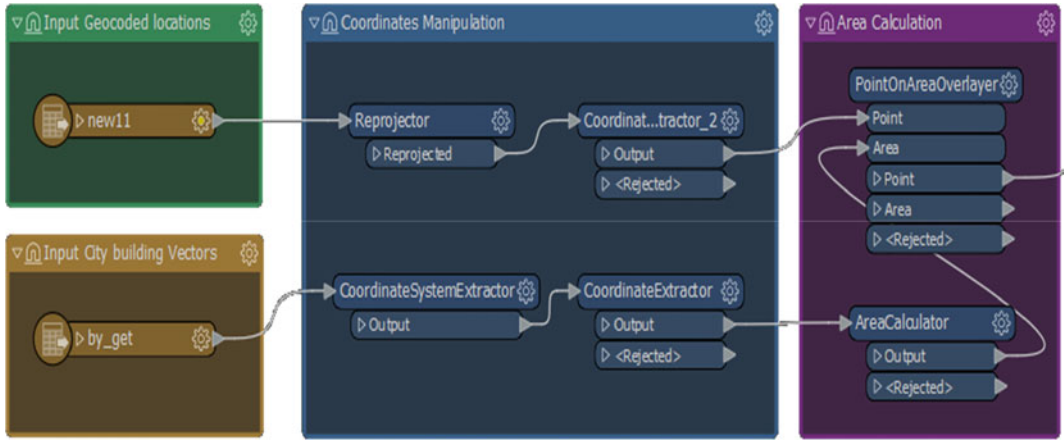 Input Geocoded locations
new11
Input City building Vectors
by_get
Coordinates Manipulation
Reprojector
Reprojected
Coordinat...tractor_2
Output
<Rejected>
CoordinateSystemExtractor
Output
CoordinateExtractor
Output
<Rejected>
Area Calculation
PointOnAreaOverlayer
Point
Area
Point
Area
<Rejected>
AreaCalculator
Output
<Rejected>